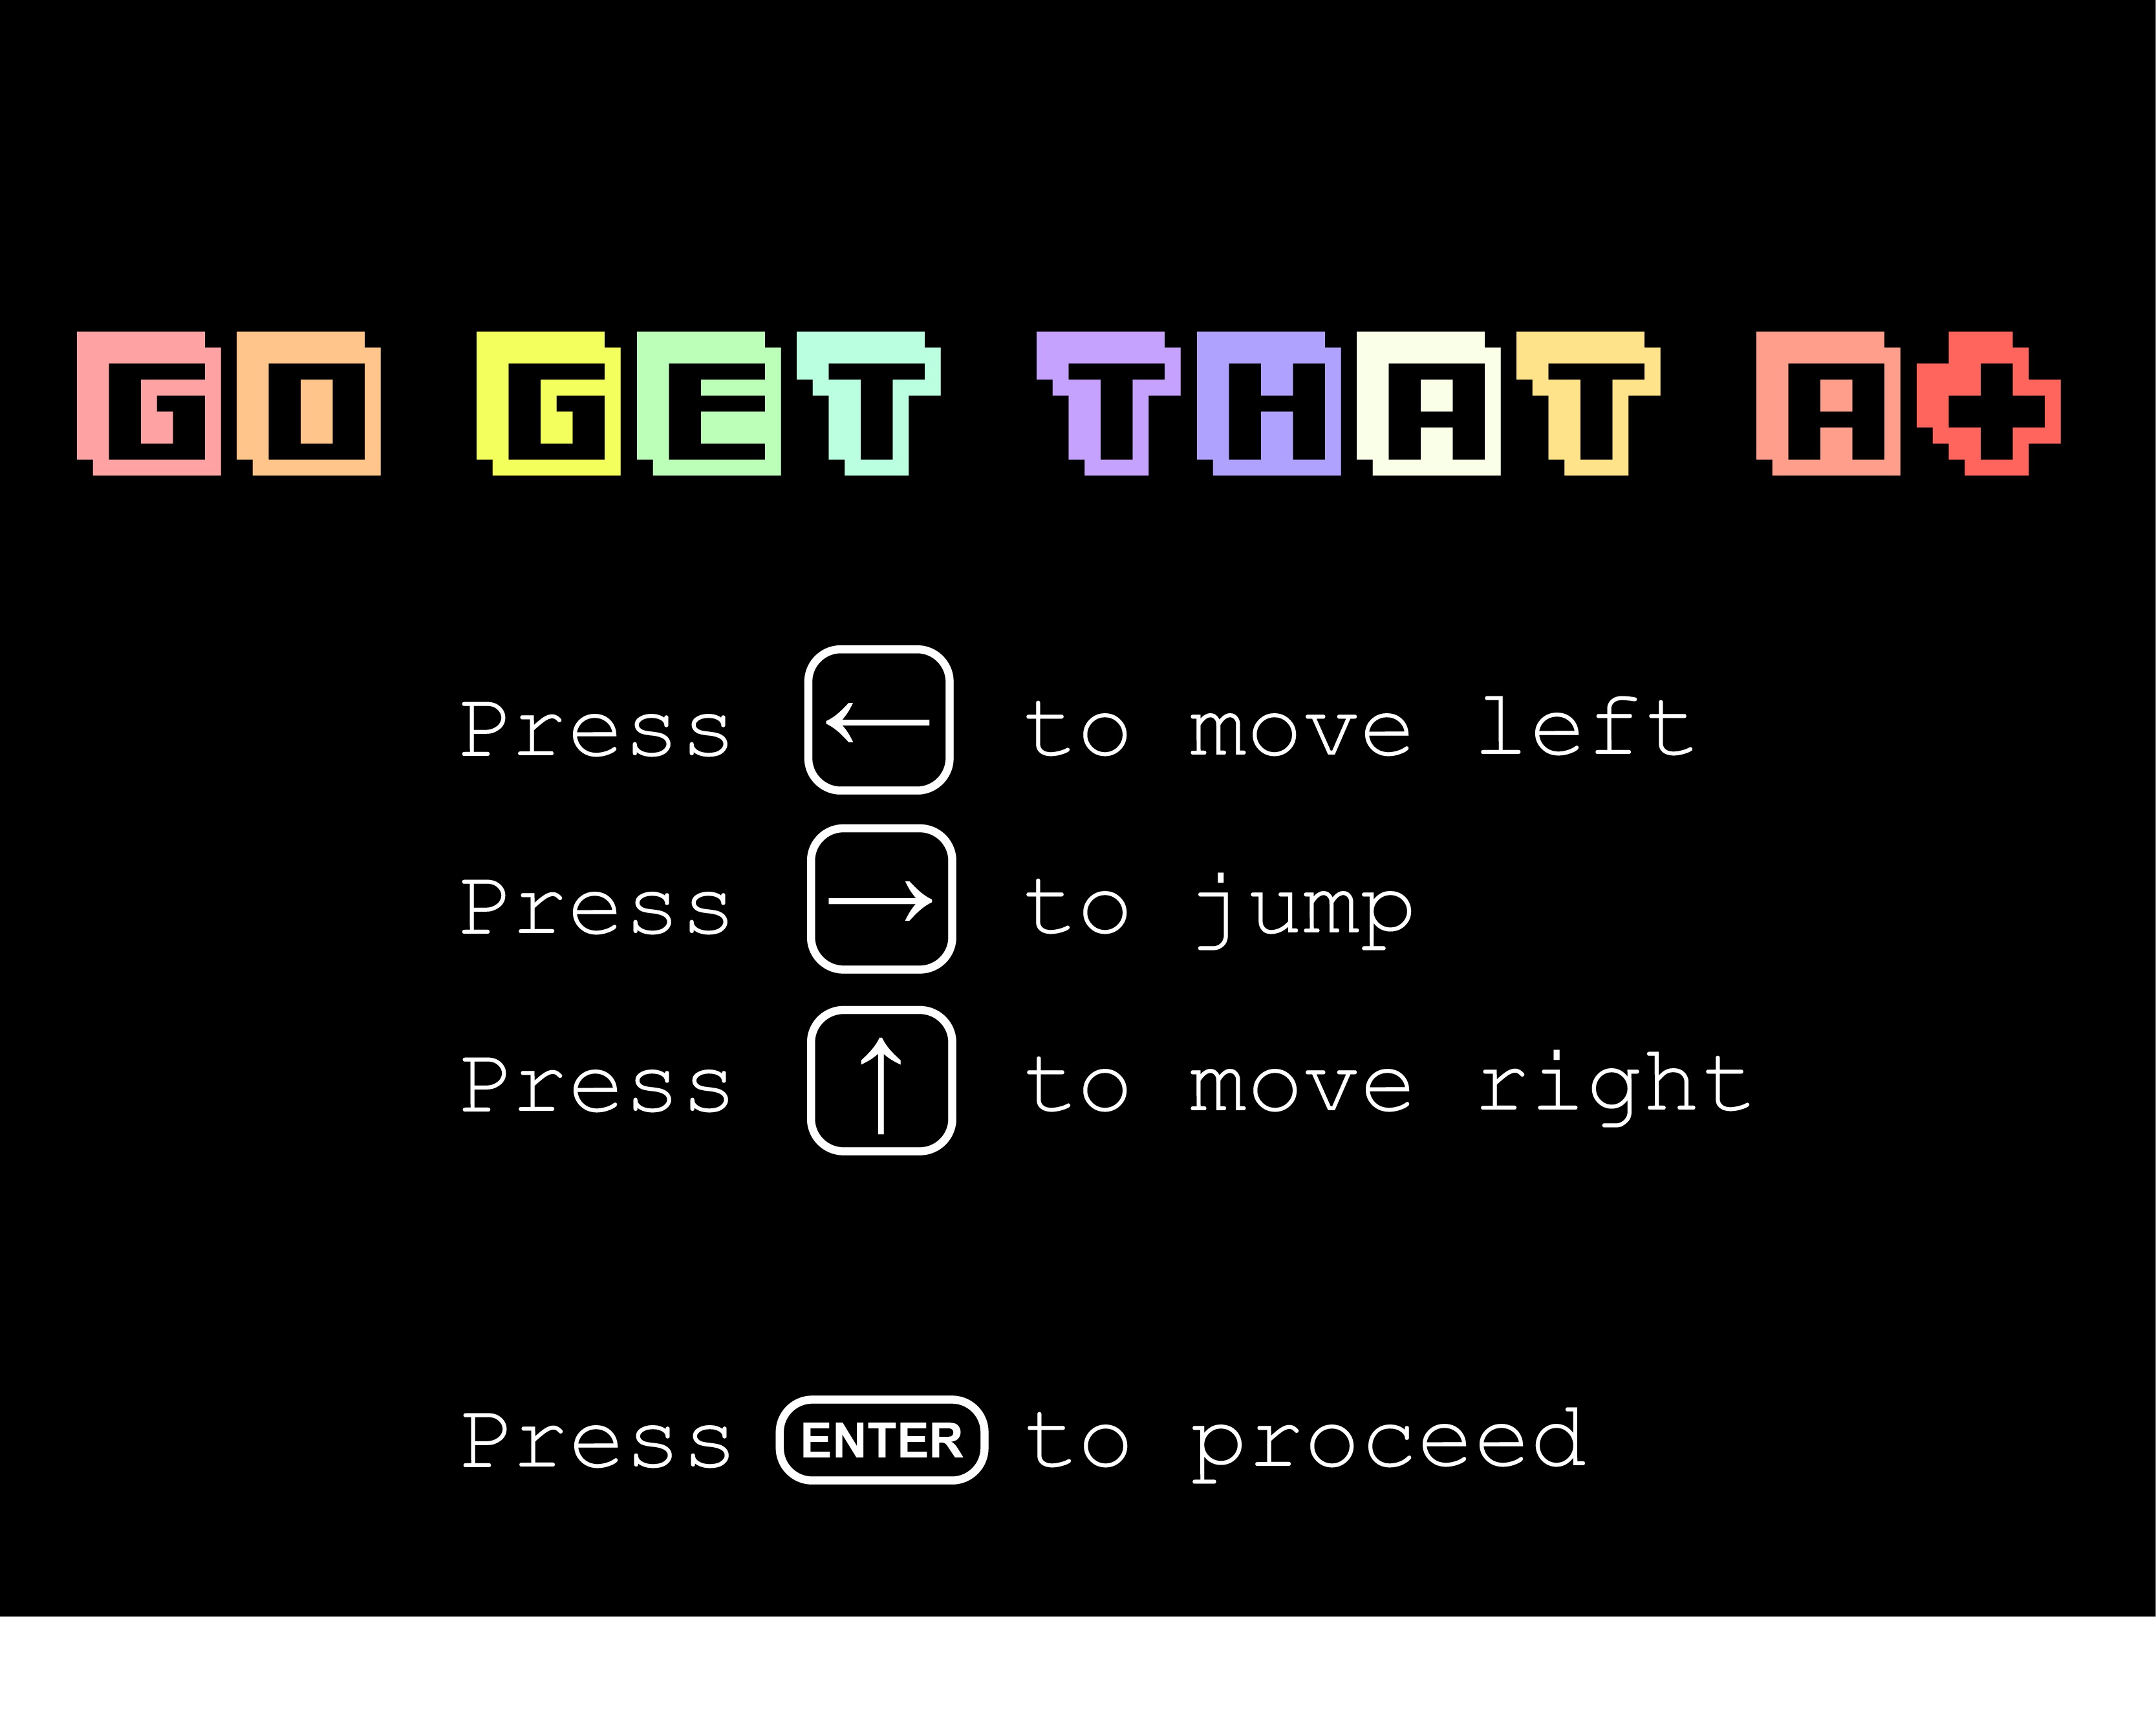 GO GET THAT A+
Press ← to move left
Press → to jump
Press ↑ to move right
Press ENTER to proceed